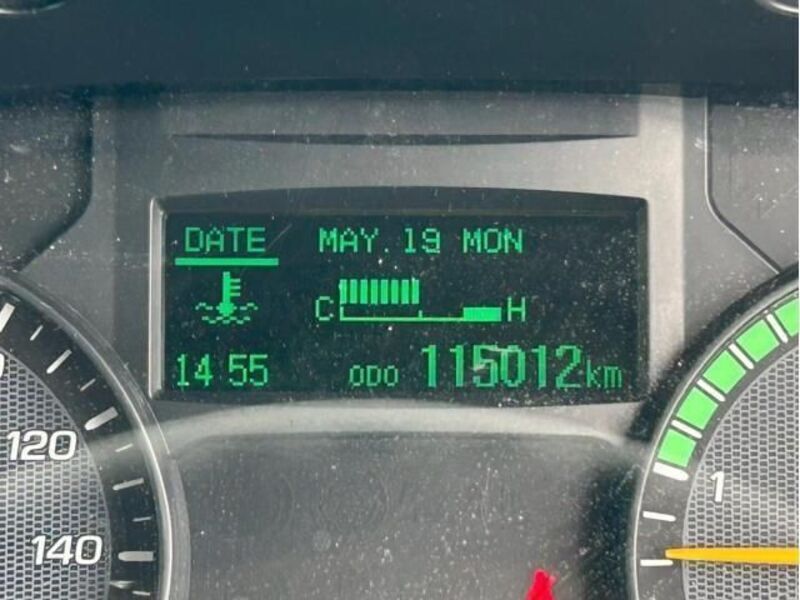 DATE MAY. 19 MON
C H
14 55 ODO 115012km
120
140
1